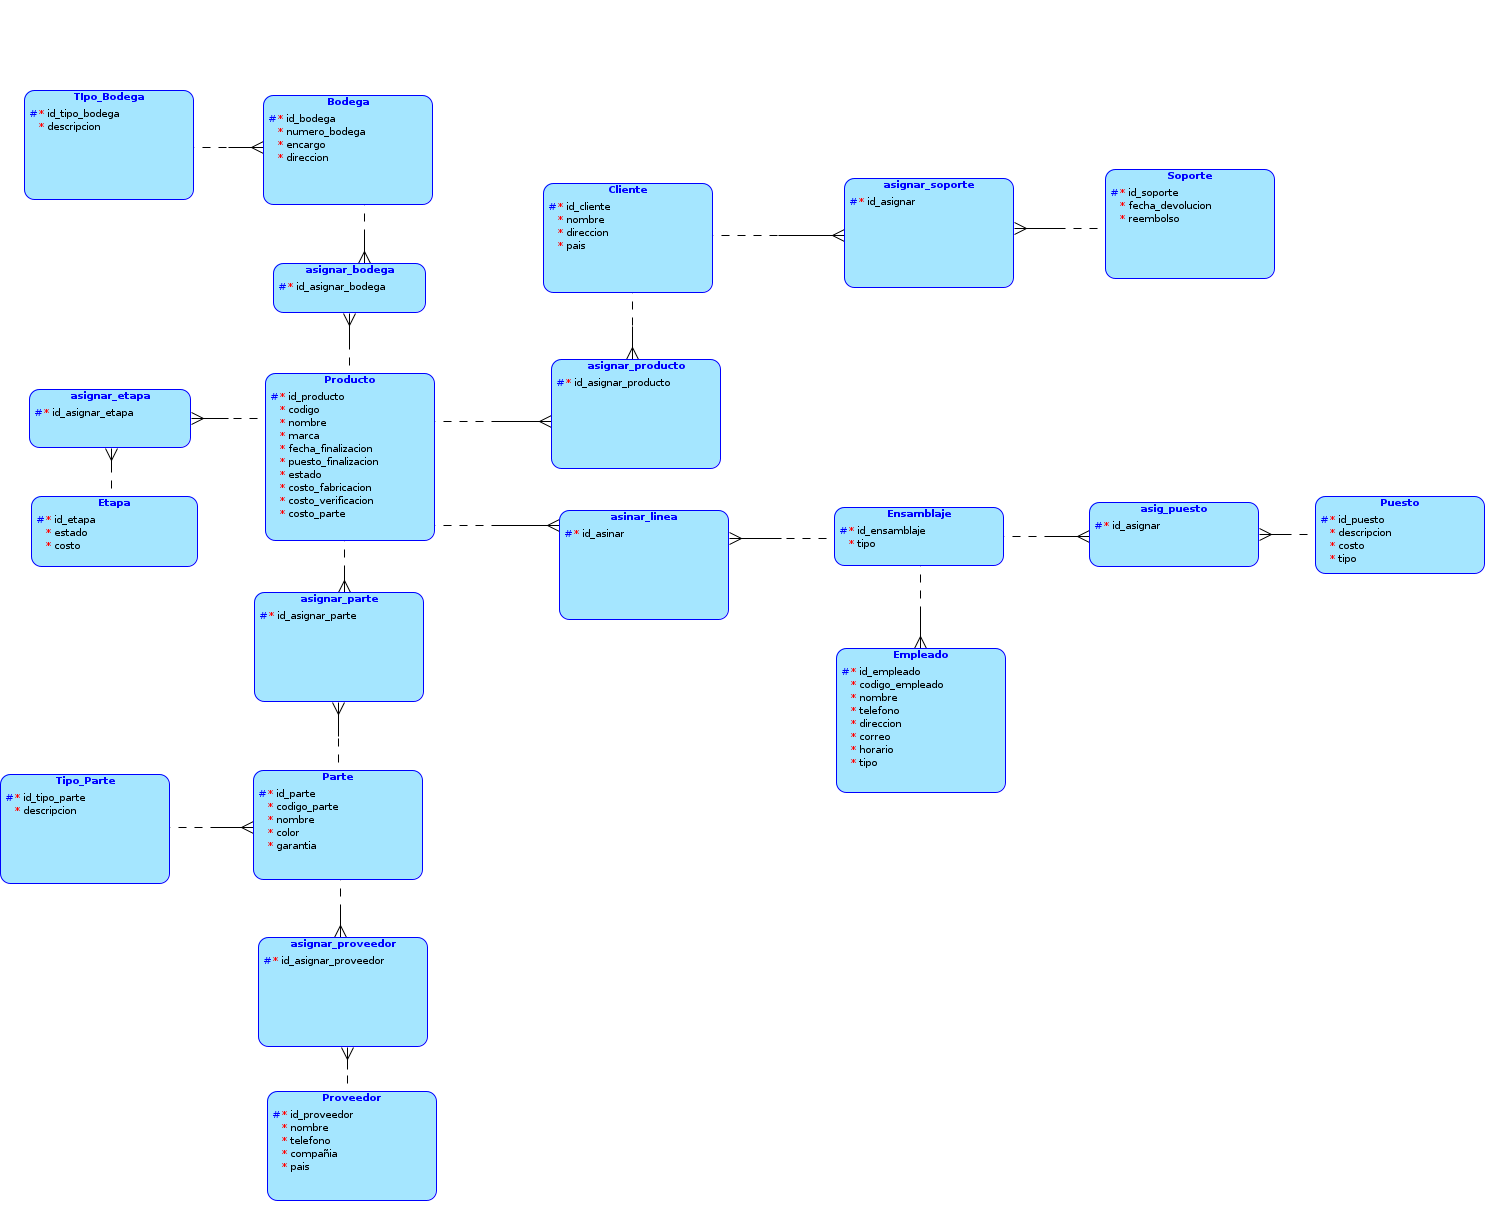 TIpo_Bodega
#* id_tipo_bodega
* descripcion
Bodega
#* id_bodega
* numero_bodega
* encargo
* direccion
Cliente
#* id_cliente
* nombre
* direccion
* pais
asignar_soporte
#* id_asignar
Soporte
#* id_soporte
* fecha_devolucion
* reembolso
asignar_bodega
#* id_asignar_bodega
asignar_producto
#* id_asignar_producto
asignar_etapa
#* id_asignar_etapa
Producto
#* id_producto
* codigo
* nombre
* marca
* fecha_finalizacion
* puesto_finalizacion
* estado
* costo_fabricacion
* costo_verificacion
* costo_parte
Etapa
#* id_etapa
* estado
* costo
asinar_linea
#* id_asinar
Ensamblaje
#* id_ensamblaje
* tipo
asig_puesto
#* id_asignar
Puesto
#* id_puesto
* descripcion
* costo
* tipo
asignar_parte
#* id_asignar_parte
Empleado
#* id_empleado
* codigo_empleado
* nombre
* telefono
* direccion
* correo
* horario
* tipo
Tipo_Parte
#* id_tipo_parte
* descripcion
Parte
#* id_parte
* codigo_parte
* nombre
* color
* garantia
asignar_proveedor
#* id_asignar_proveedor
Proveedor
#* id_proveedor
* nombre
* telefono
* compañia
* pais